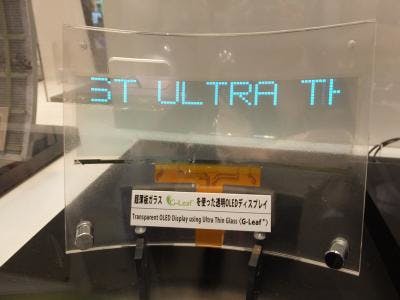 ST ULTRA TH
超薄板ガラス G-Leaf を使った透明OLEDディスプレイ
Transparent OLED Display using Ultra Thin Glass〈G-Leaf™〉